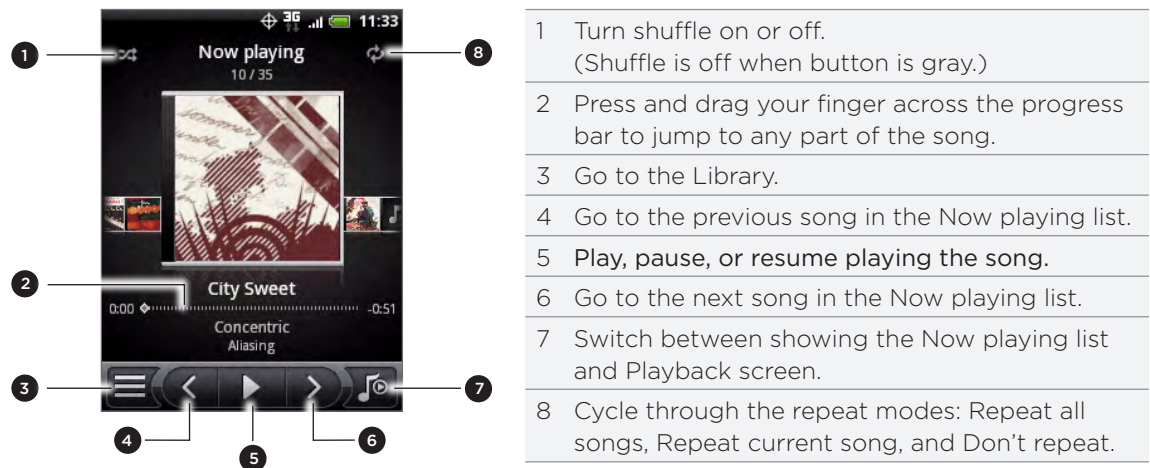 3G 11:33
1 Now playing 8
10 / 35
2 City Sweet
0:00 -0:51
Concentric
Aliasing
3 7
4 5 6
1 Turn shuffle on or off.
(Shuffle is off when button is gray.)
2 Press and drag your finger across the progress
bar to jump to any part of the song.
3 Go to the Library.
4 Go to the previous song in the Now playing list.
5 Play, pause, or resume playing the song.
6 Go to the next song in the Now playing list.
7 Switch between showing the Now playing list
and Playback screen.
8 Cycle through the repeat modes: Repeat all
songs, Repeat current song, and Don’t repeat.